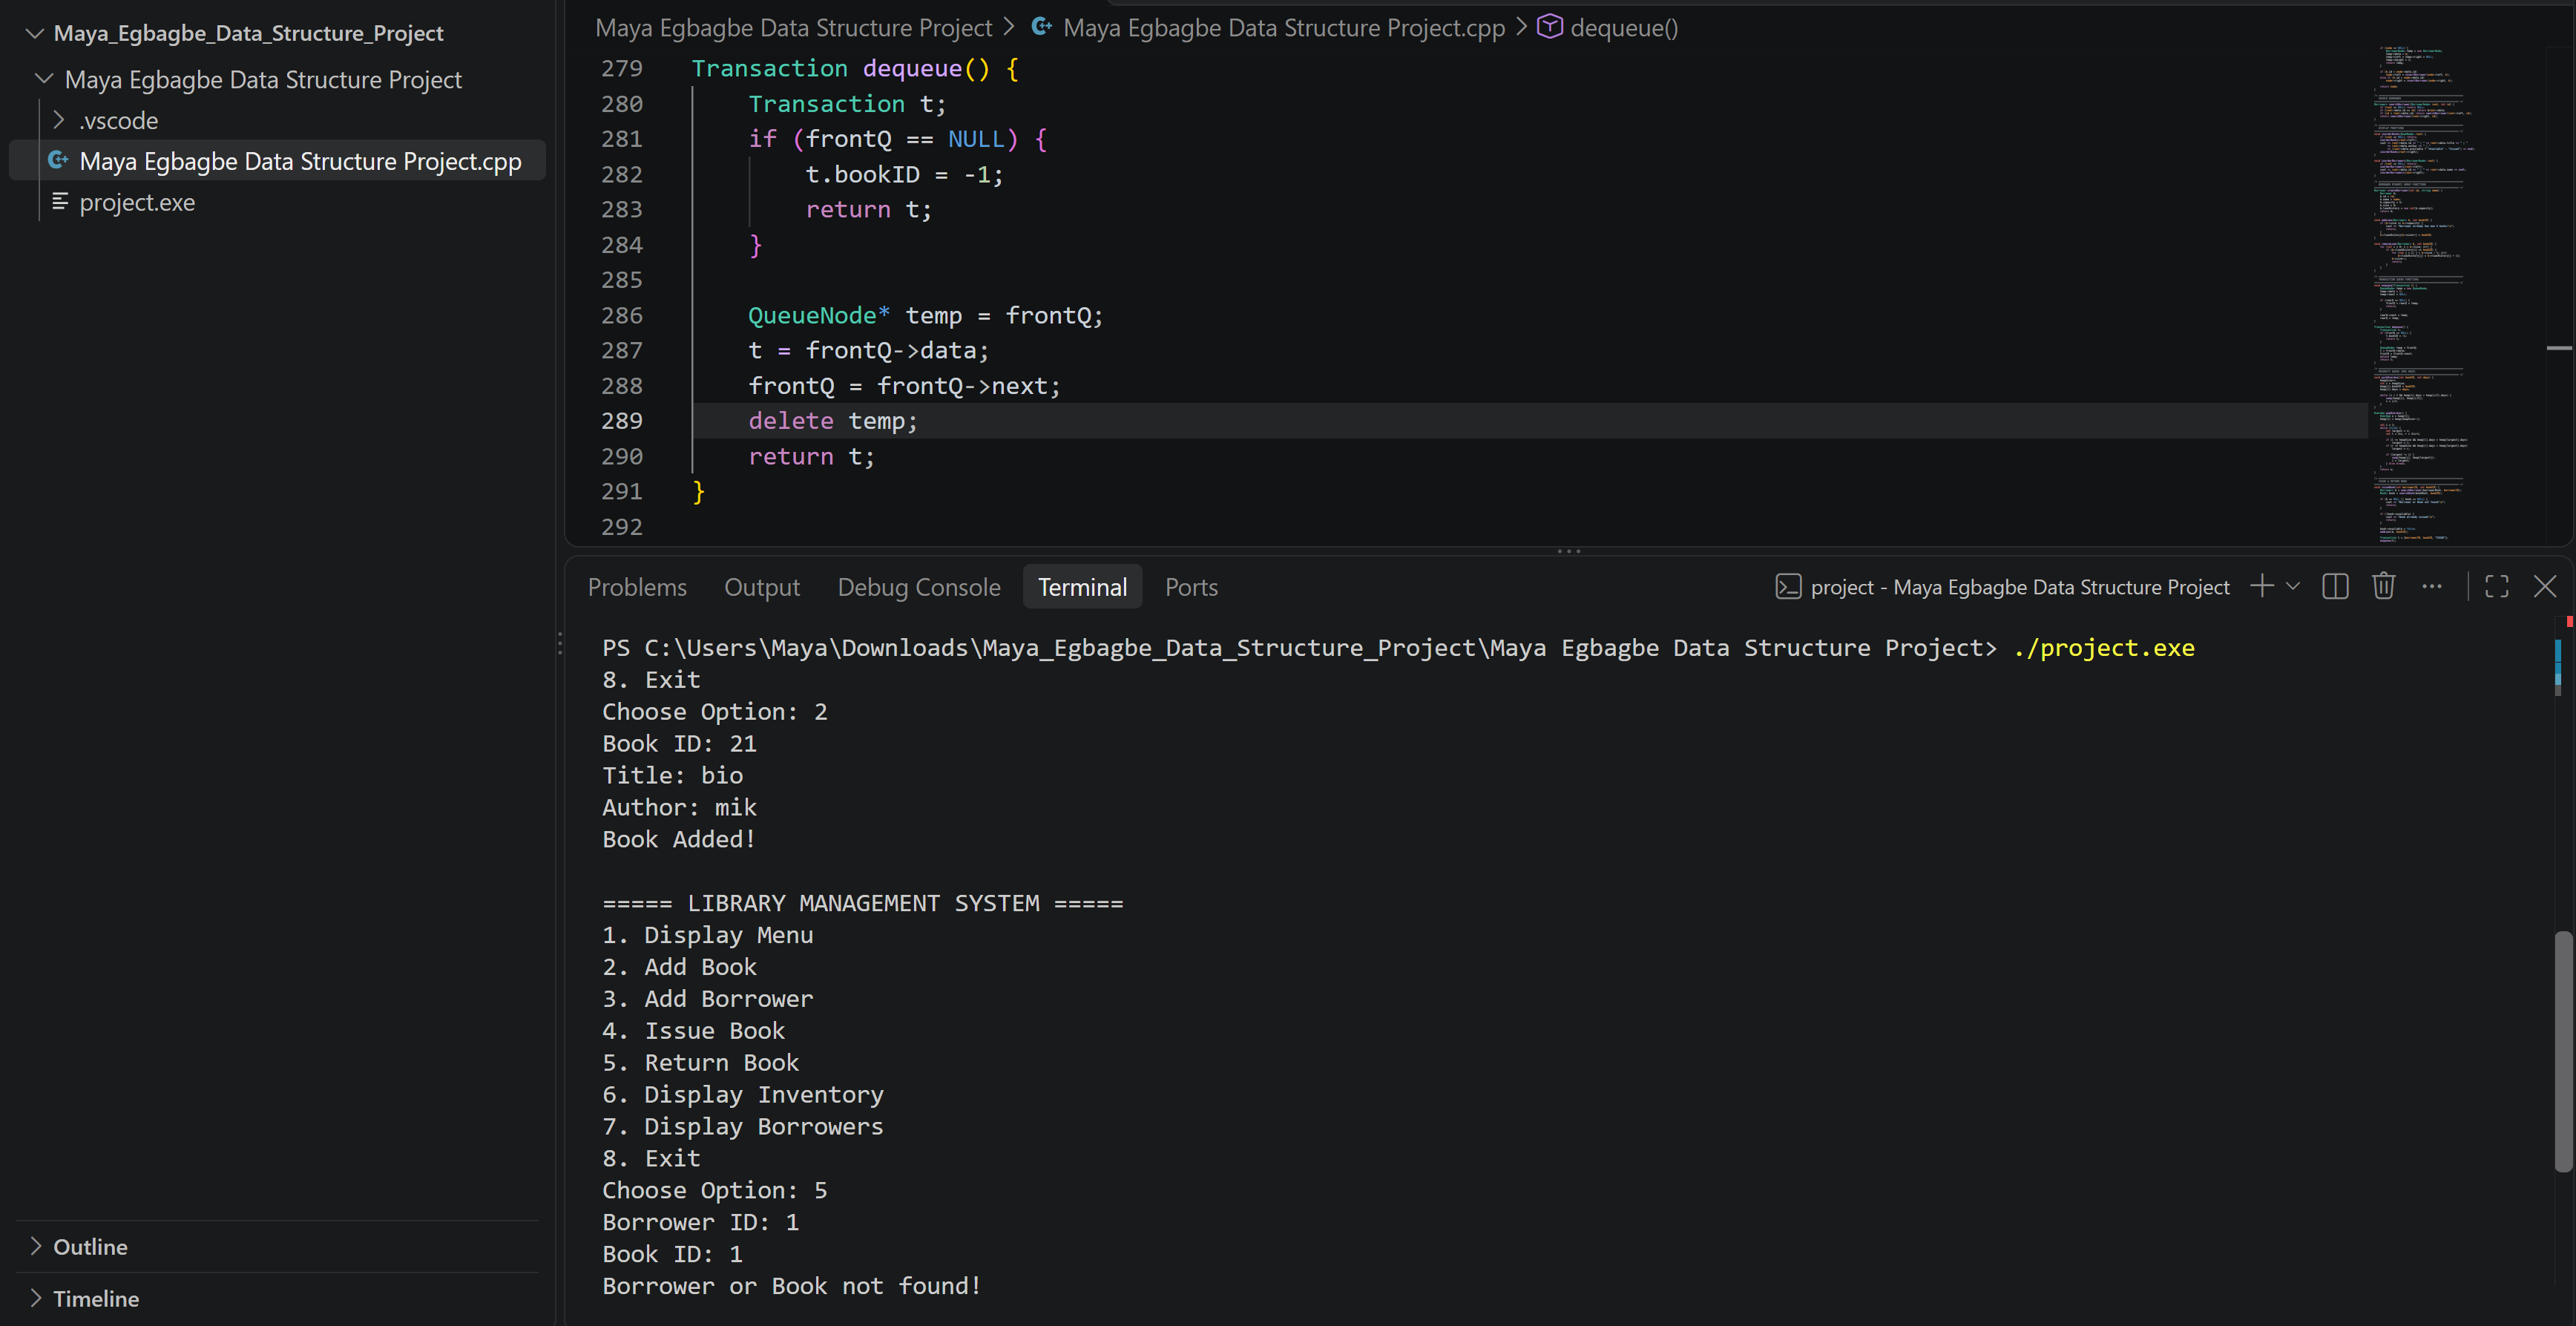 Maya_Egbagbe_Data_Structure_Project
Maya Egbagbe Data Structure Project
.vscode
Maya Egbagbe Data Structure Project.cpp
project.exe
Outline
Timeline
Maya Egbagbe Data Structure Project > Maya Egbagbe Data Structure Project.cpp > dequeue()
279 Transaction dequeue() {
280 Transaction t;
281 if (frontQ == NULL) {
282 t.bookID = -1;
283 return t;
284 }
285
286 QueueNode* temp = frontQ;
287 t = frontQ->data;
288 frontQ = frontQ->next;
289 delete temp;
290 return t;
291 }
292
Problems Output Debug Console Terminal Ports project - Maya Egbagbe Data Structure Project
PS C:\Users\Maya\Downloads\Maya_Egbagbe_Data_Structure_Project\Maya Egbagbe Data Structure Project> ./project.exe
8. Exit
Choose Option: 2
Book ID: 21
Title: bio
Author: mik
Book Added!
===== LIBRARY MANAGEMENT SYSTEM =====
1. Display Menu
2. Add Book
3. Add Borrower
4. Issue Book
5. Return Book
6. Display Inventory
7. Display Borrowers
8. Exit
Choose Option: 5
Borrower ID: 1
Book ID: 1
Borrower or Book not found!